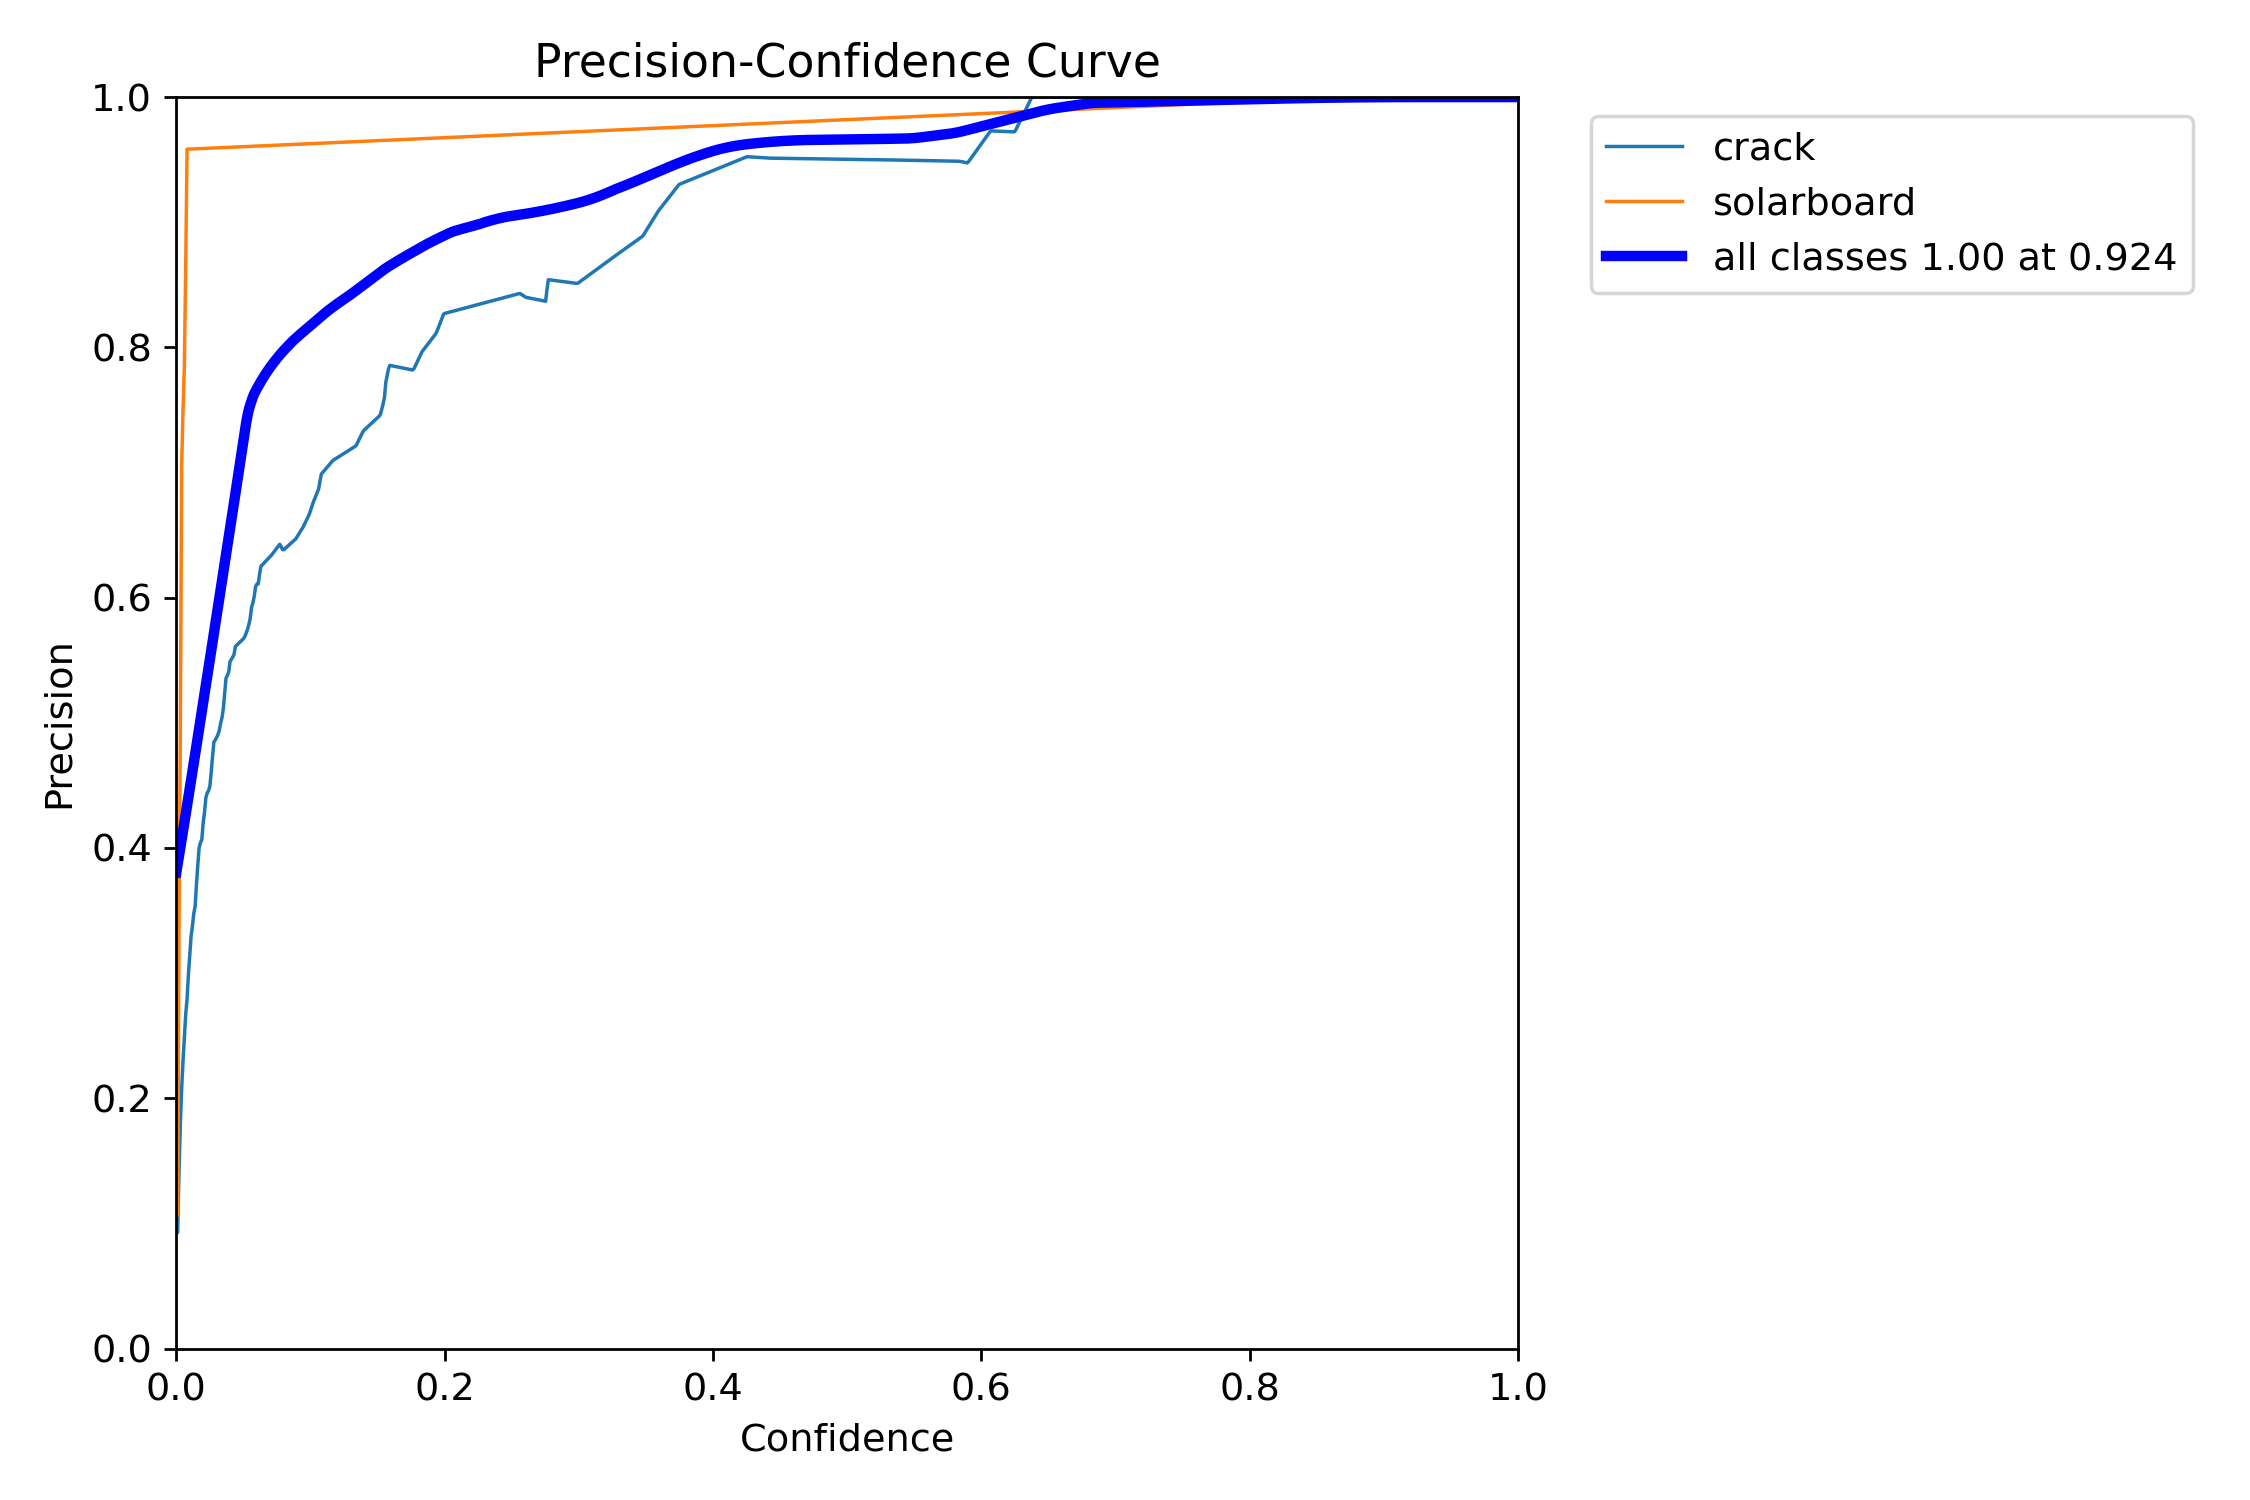 Precision-Confidence Curve
1.0
0.8
0.6
0.4
0.2
0.0
Precision
0.0 0.2 0.4 0.6 0.8 1.0
Confidence
crack
solarboard
all classes 1.00 at 0.924